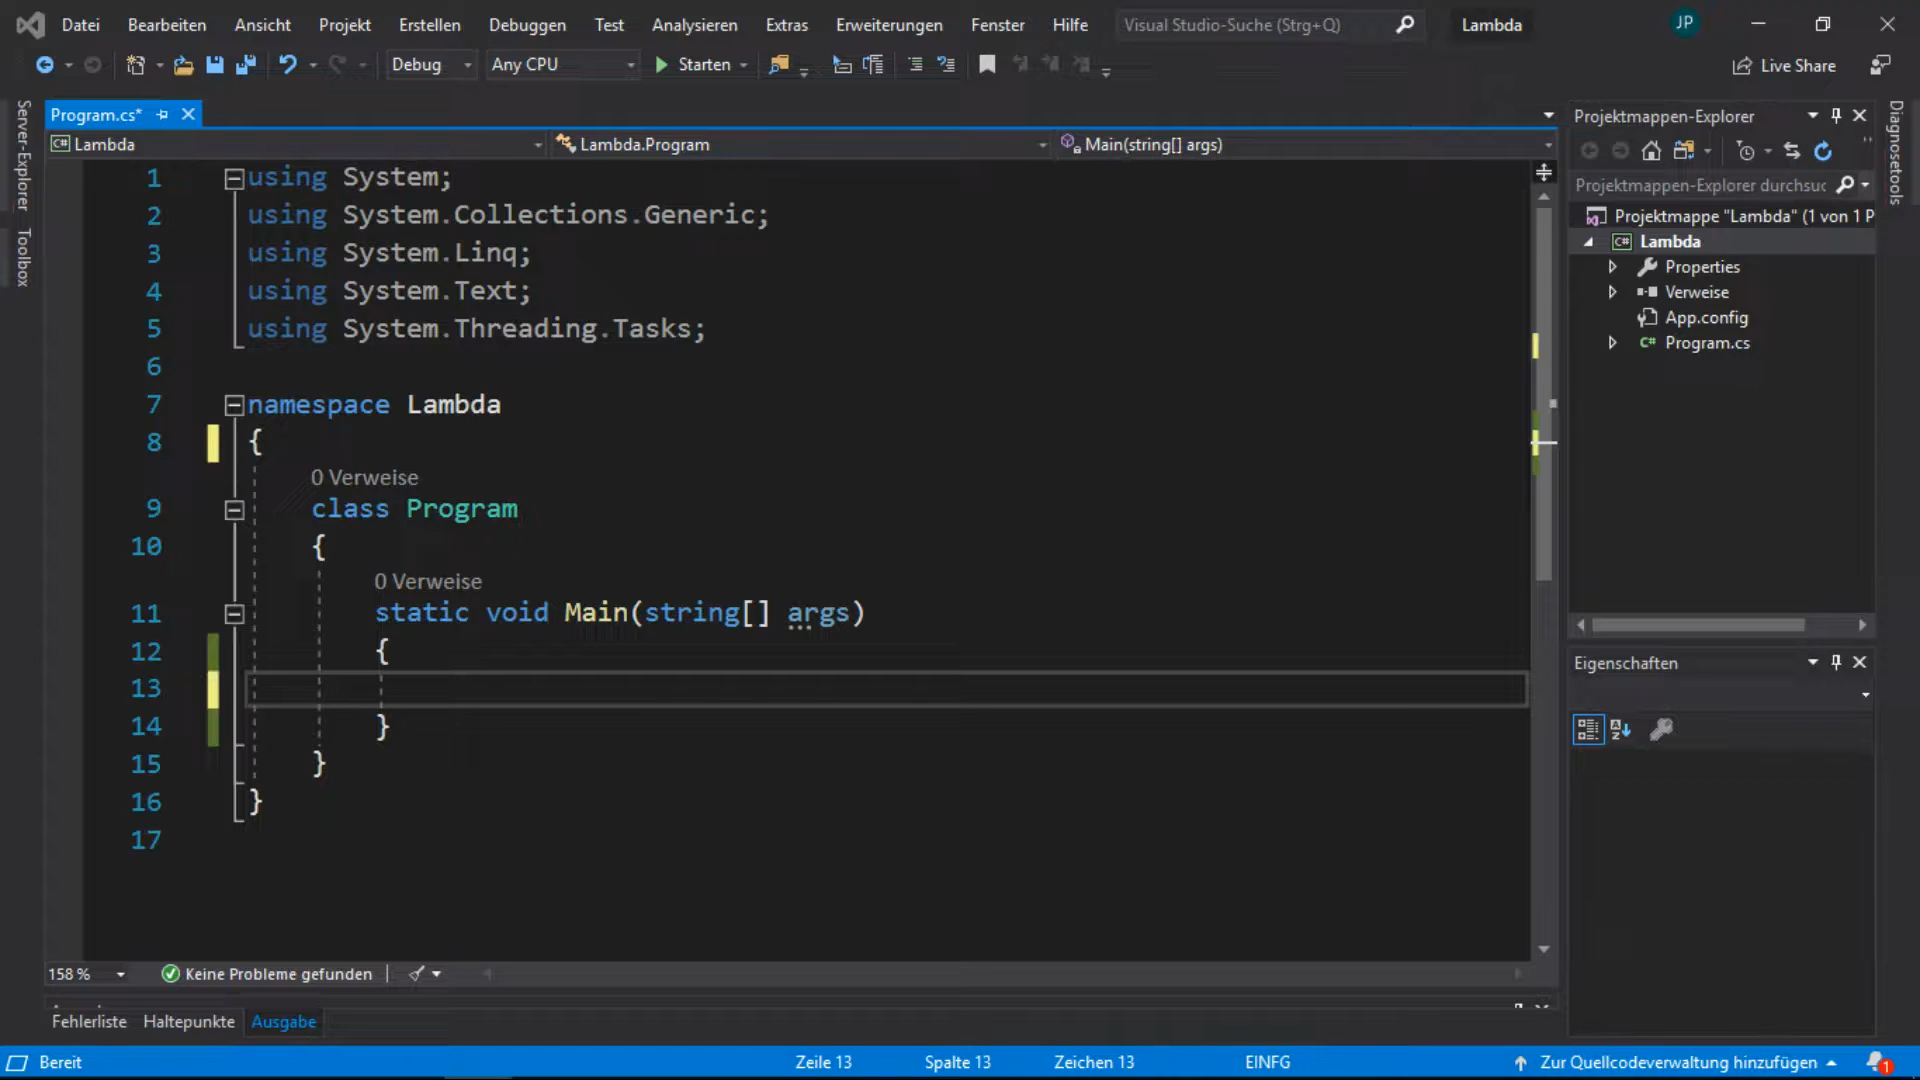 Datei Bearbeiten Ansicht Projekt Erstellen Debuggen Test Analysieren Extras Erweiterungen Fenster Hilfe Visual Studio-Suche (Strg+Q) Lambda JP
Debug Any CPU Starten Live Share
Server-Explorer
Toolbox
Program.cs*
Lambda Lambda.Program Main(string[] args)
1 using System;
2 using System.Collections.Generic;
3 using System.Linq;
4 using System.Text;
5 using System.Threading.Tasks;
6
7 namespace Lambda
8 {
0 Verweise
9 class Program
10 {
0 Verweise
11 static void Main(string[] args)
12 {
13
14 }
15 }
16 }
17
158 % Keine Probleme gefunden
Fehlerliste Haltepunkte Ausgabe
Projektmappen-Explorer
Projektmappen-Explorer durchsuc
Projektmappe "Lambda" (1 von 1 P
C# Lambda
Properties
Verweise
App.config
C# Program.cs
Eigenschaften
Diagnosetools
Bereit Zeile 13 Spalte 13 Zeichen 13 EINFG Zur Quellcodeverwaltung hinzufügen 1